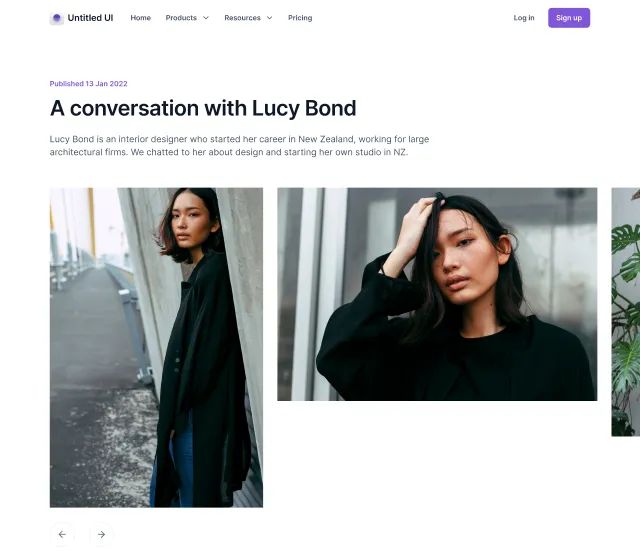 Untitled UI
Home
Products
Resources
Pricing
Log in
Sign up
Published 13 Jan 2022
A conversation with Lucy Bond
Lucy Bond is an interior designer who started her career in New Zealand, working for large
architectural firms. We chatted to her about design and starting her own studio in NZ.